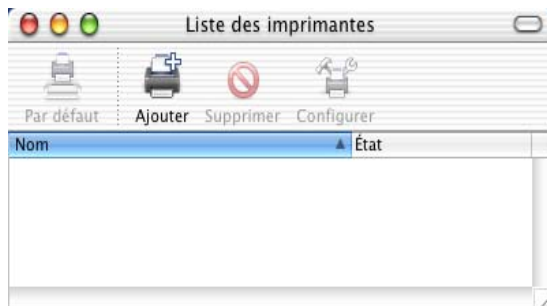 Liste des imprimantes
Par défaut Ajouter Supprimer Configurer
Nom État